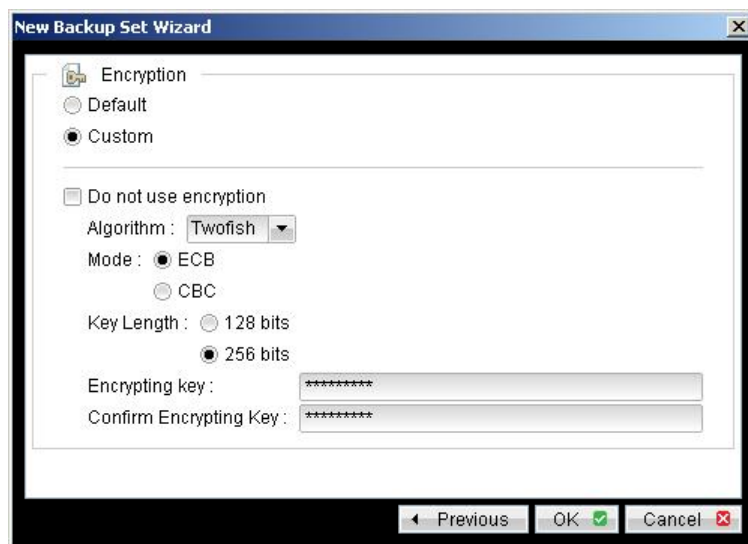 New Backup Set Wizard
Encryption
Default
Custom
Do not use encryption
Algorithm : Twofish
Mode : ECB
CBC
Key Length : 128 bits
256 bits
Encrypting key : *********
Confirm Encrypting Key : *********
Previous OK Cancel